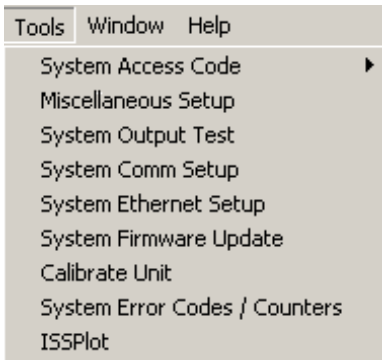 Tools Window Help
System Access Code
Miscellaneous Setup
System Output Test
System Comm Setup
System Ethernet Setup
System Firmware Update
Calibrate Unit
System Error Codes / Counters
ISSPlot